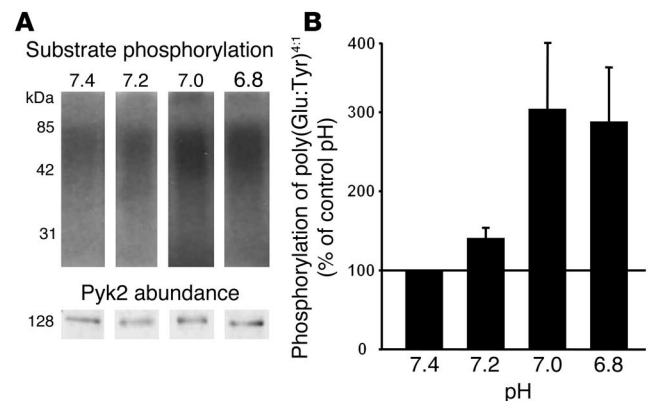 A
Substrate phosphorylation
7.4 7.2 7.0 6.8
kDa
85
42
31
Pyk2 abundance
128
B
Phosphorylation of poly(Glu:Tyr)4:1
(% of control pH)
400
300
200
100
0
7.4 7.2 7.0 6.8
pH